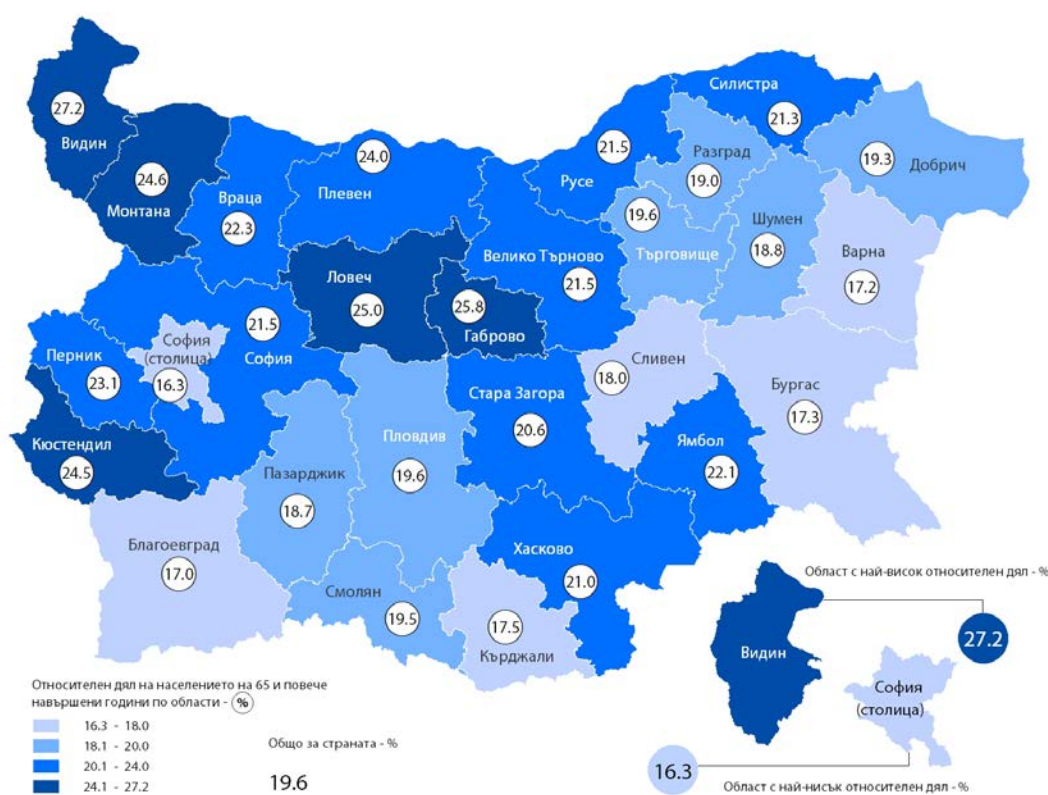 27.2
Видин
24.6
Монтана
Враца
22.3
24.0
Плевен
21.5
Русе
Силистра
21.3
Разград
19.0
19.3
Добрич
19.6
Търговище
Шумен
18.8
Варна
17.2
Ловеч
25.0
25.8
Габрово
Велико Търново
21.5
21.5
София
София
(столица)
16.3
Перник
23.1
Кюстендил
24.5
Сливен
18.0
Бургас
17.3
Стара Загора
20.6
Ямбол
22.1
Пловдив
19.6
Пазарджик
18.7
Благоевград
17.0
Смолян
19.5
17.5
Кърджали
Хасково
21.0
Относителен дял на населението на 65 и повече
навършени години по области - %
16.3 - 18.0
18.1 - 20.0
20.1 - 24.0
24.1 - 27.2
Общо за страната - %
19.6
Област с най-висок относителен дял - %
27.2
Видин
София
(столица)
16.3
Област с най-нисък относителен дял - %